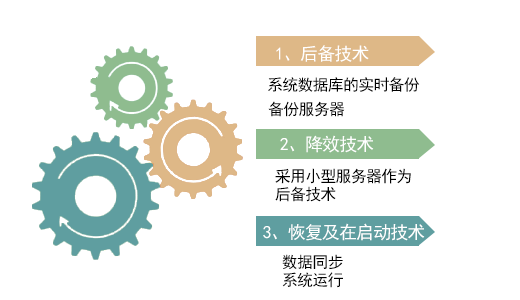 1、后备技术
系统数据库的实时备份
备份服务器
2、降效技术
采用小型服务器作为
后备技术
3、恢复及在启动技术
数据同步
系统运行